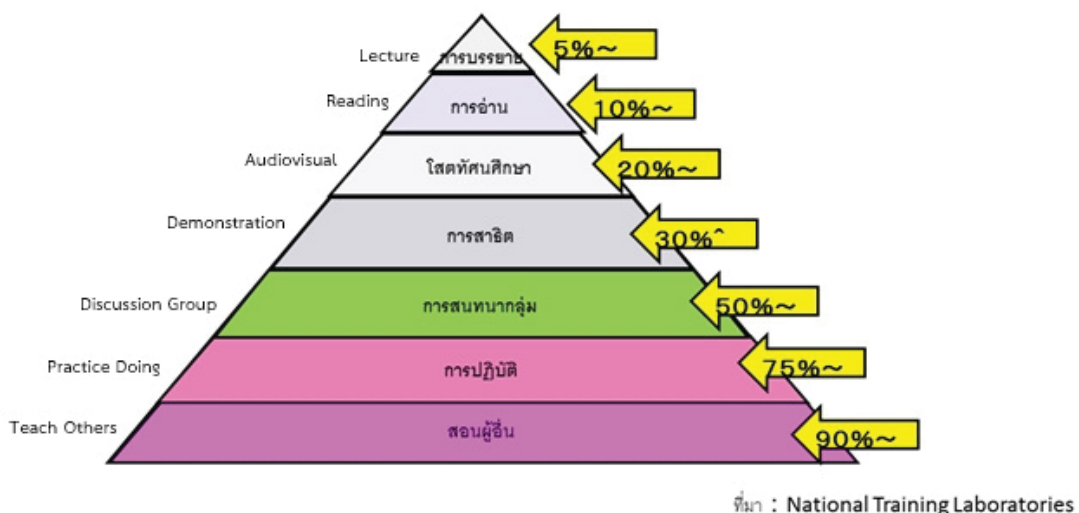 Lecture การบรรยาย 5%~
Reading การอ่าน 10%~
Audiovisual โสตทัศนศึกษา 20%~
Demonstration การสาธิต 30%^
Discussion Group การสนทนากลุ่ม 50%~
Practice Doing การปฏิบัติ 75%~
Teach Others สอนผู้อื่น 90%~
ที่มา : National Training Laboratories